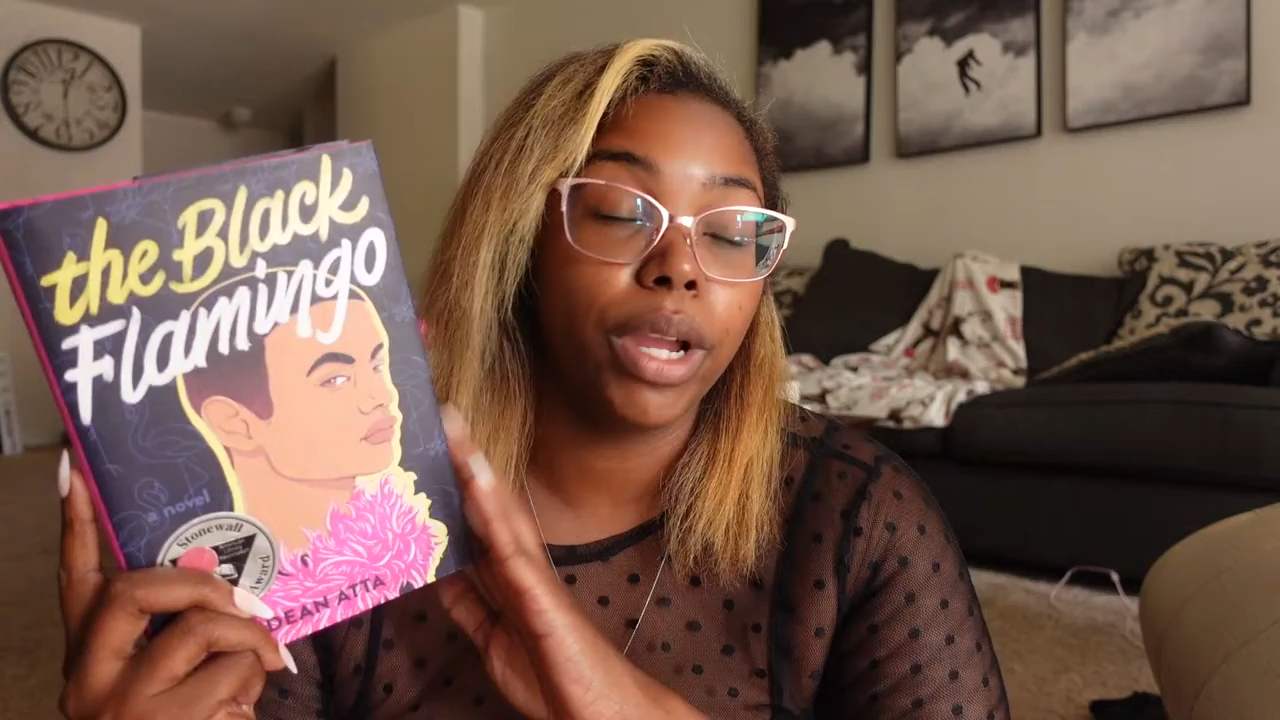 the Black
Flamingo
a novel
Stonewall
Award
DEAN ATTA